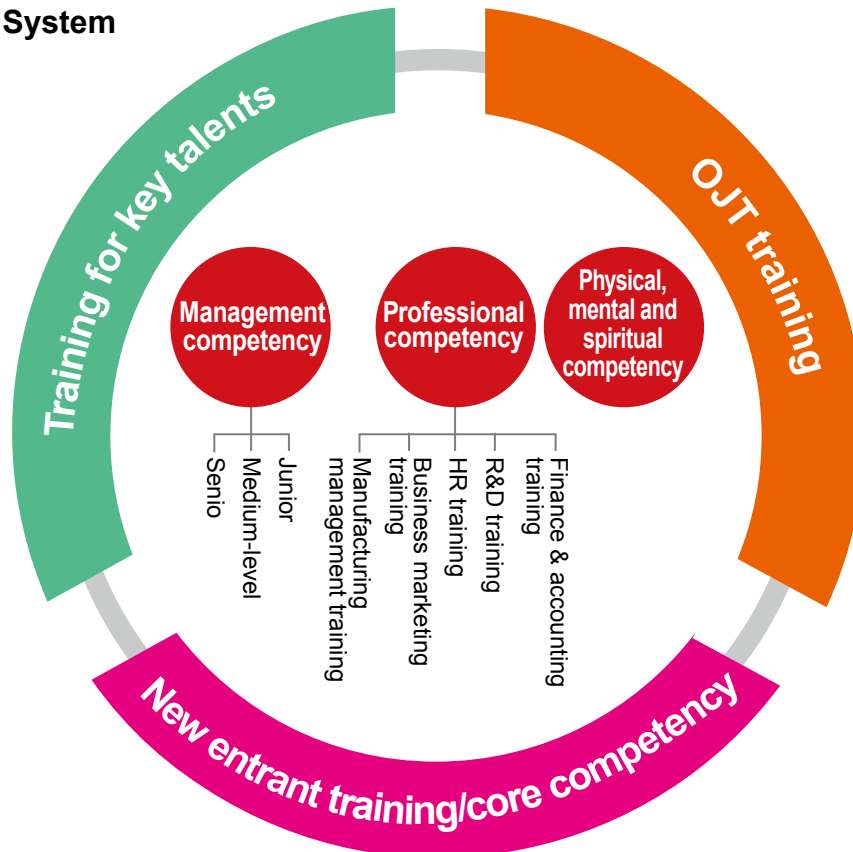 System
Training for key talents
OJT training
Management
competency
Professional
competency
Physical,
mental and
spiritual
competency
Senio
Medium-level
Junior
Manufacturing
management training
Business marketing
training
HR training
R&D training
Finance & accounting
training
New entrant training/core competency